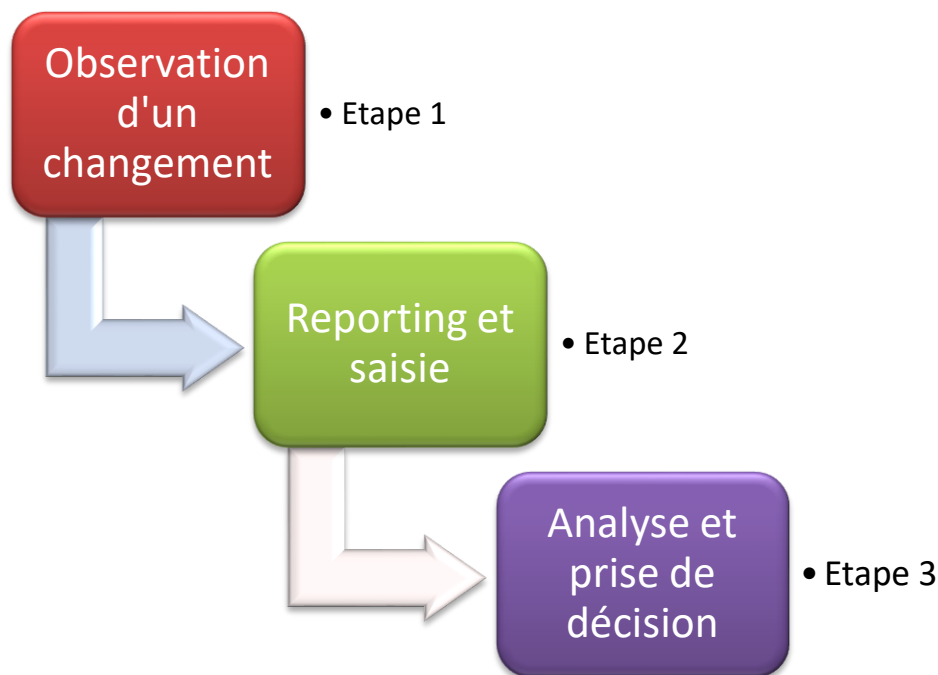 Observation
d'un
changement
• Etape 1
Reporting et
saisie
• Etape 2
Analyse et
prise de
décision
• Etape 3